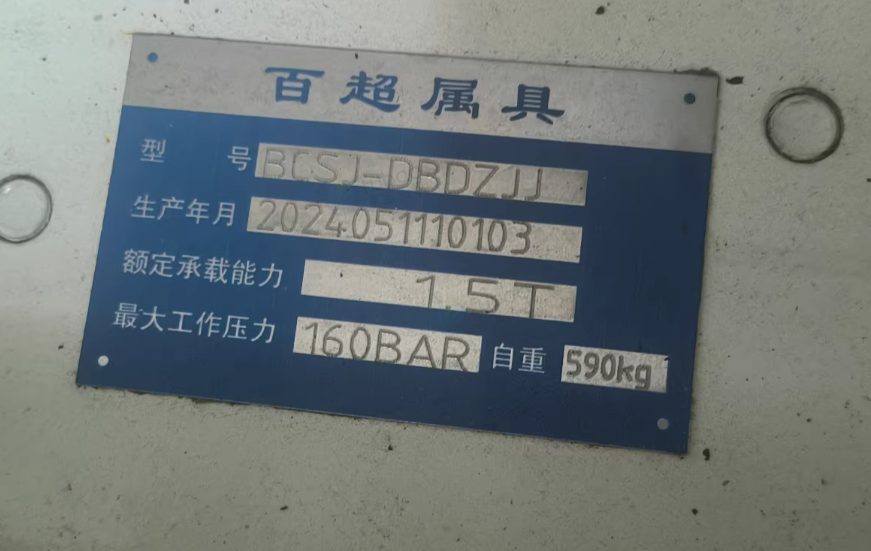 百超属具
型 号 BCSJ-DBDZJJ
生产年月 2024051110103
额定承载能力 1.5T
最大工作压力 160BAR 自重 590kg